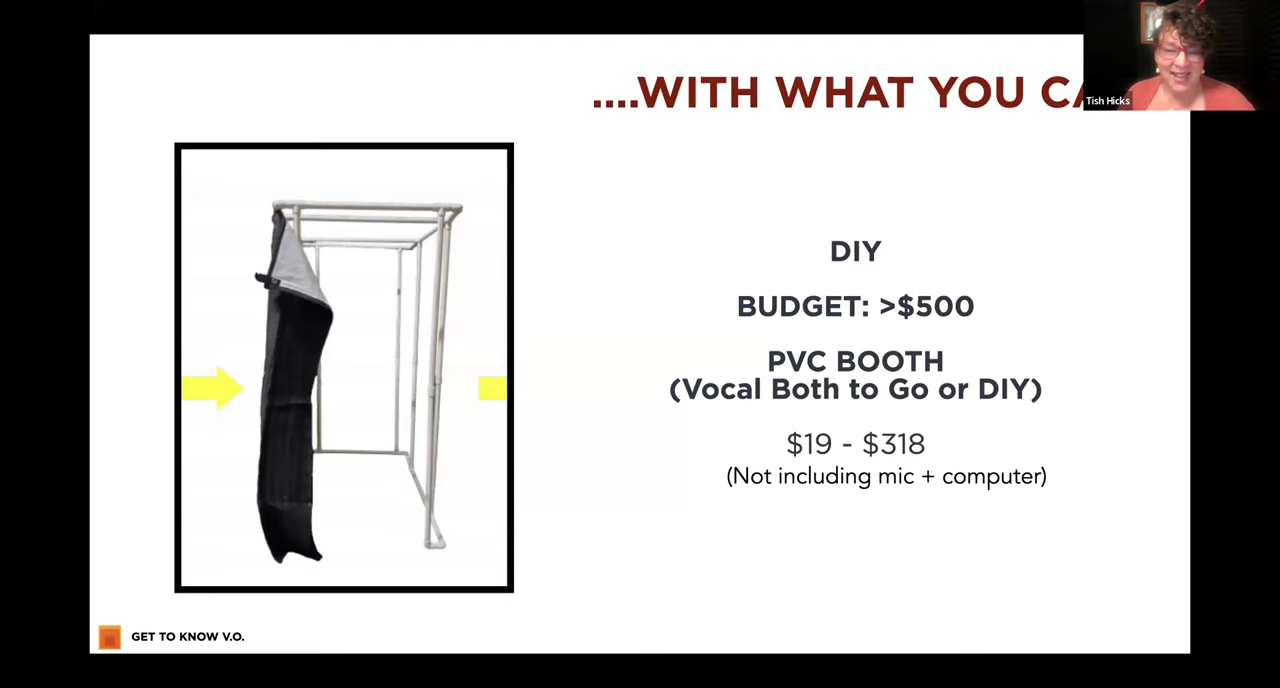 ....WITH WHAT YOU
Tish Hicks
DIY
BUDGET: >$500
PVC BOOTH
(Vocal Both to Go or DIY)
$19 - $318
(Not including mic + computer)
GET TO KNOW V.O.